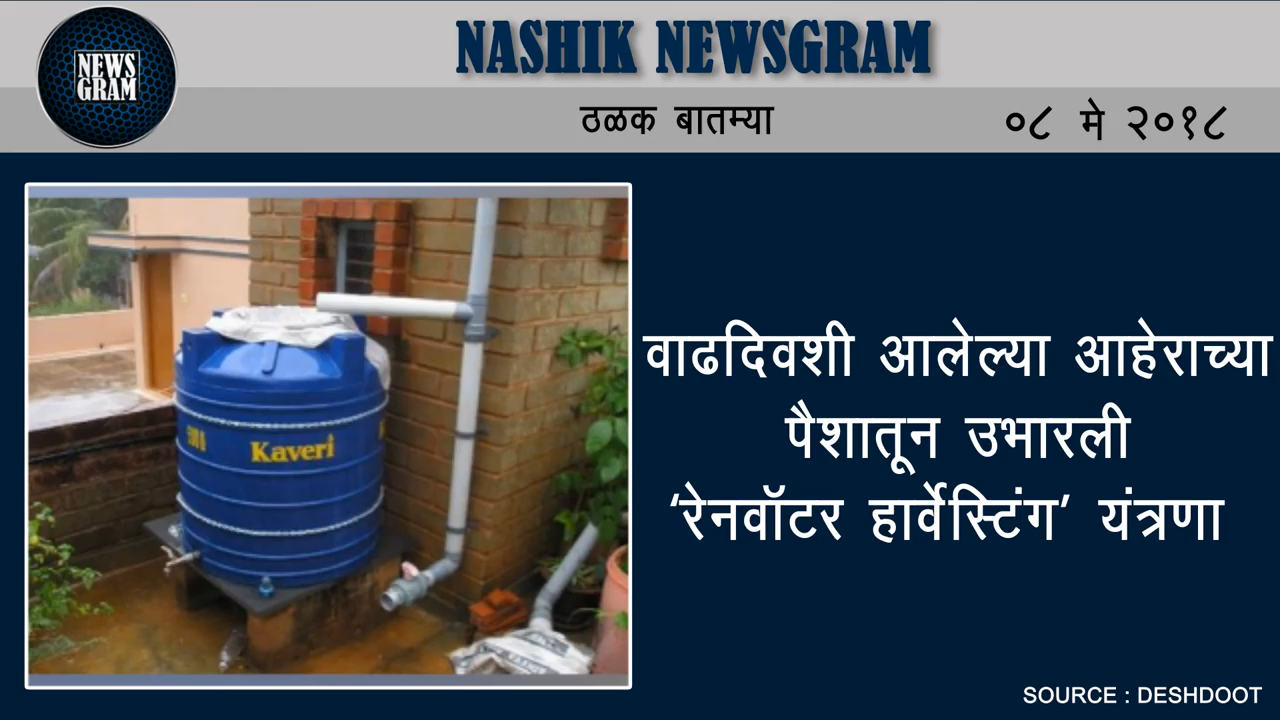 NEWS
GRAM
NASHIK NEWSGRAM
ठळक बातम्या
०८ मे २०१८
Kaveri
वाढदिवशी आलेल्या आहेराच्या
पैशातून उभारली
‘रेनवॉटर हार्वेस्टिंग’ यंत्रणा
SOURCE : DESHDOOT